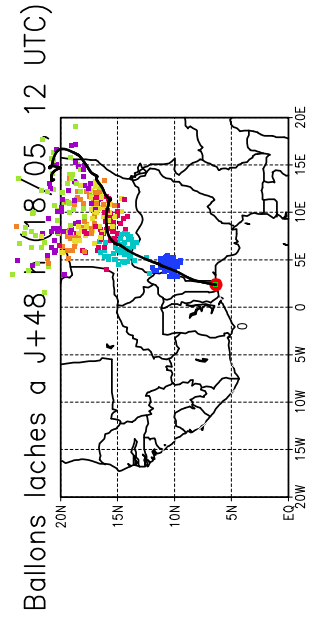 Ballons laches a J+48 (18/05, 12 UTC)
20N
15N
10N
5N
EQ
0
20W 15W 10W 5W 0 5E 10E 15E 20E